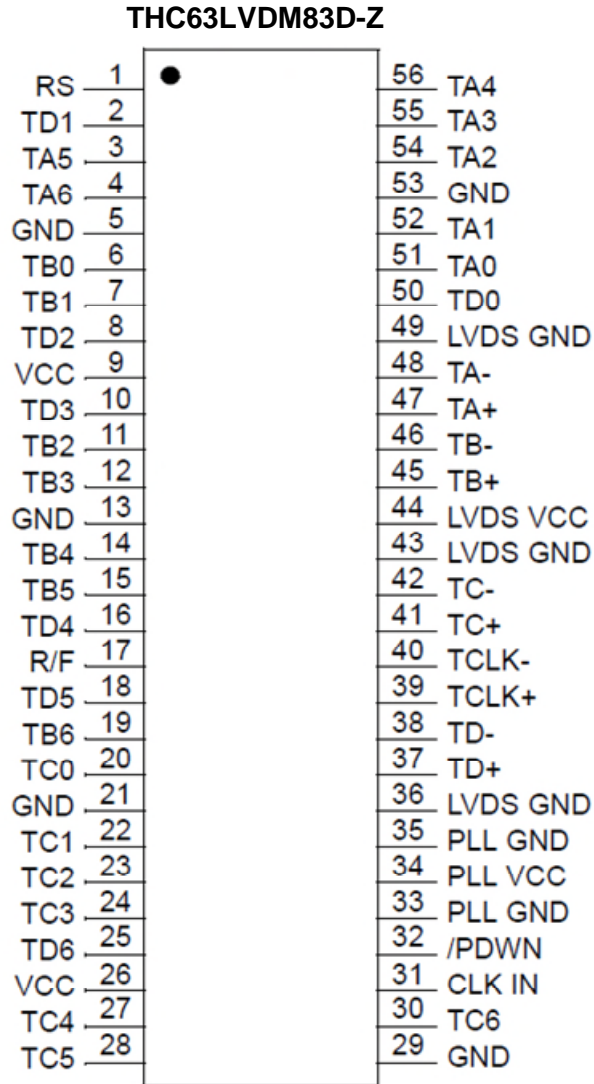 THC63LVDM83D-Z
RS 1 56 TA4
TD1 2 55 TA3
TA5 3 54 TA2
TA6 4 53 GND
GND 5 52 TA1
TB0 6 51 TA0
TB1 7 50 TD0
TD2 8 49 LVDS GND
VCC 9 48 TA-
TD3 10 47 TA+
TB2 11 46 TB-
TB3 12 45 TB+
GND 13 44 LVDS VCC
TB4 14 43 LVDS GND
TB5 15 42 TC-
TD4 16 41 TC+
R/F 17 40 TCLK-
TD5 18 39 TCLK+
TB6 19 38 TD-
TC0 20 37 TD+
GND 21 36 LVDS GND
TC1 22 35 PLL GND
TC2 23 34 PLL VCC
TC3 24 33 PLL GND
TD6 25 32 /PDWN
VCC 26 31 CLK IN
TC4 27 30 TC6
TC5 28 29 GND